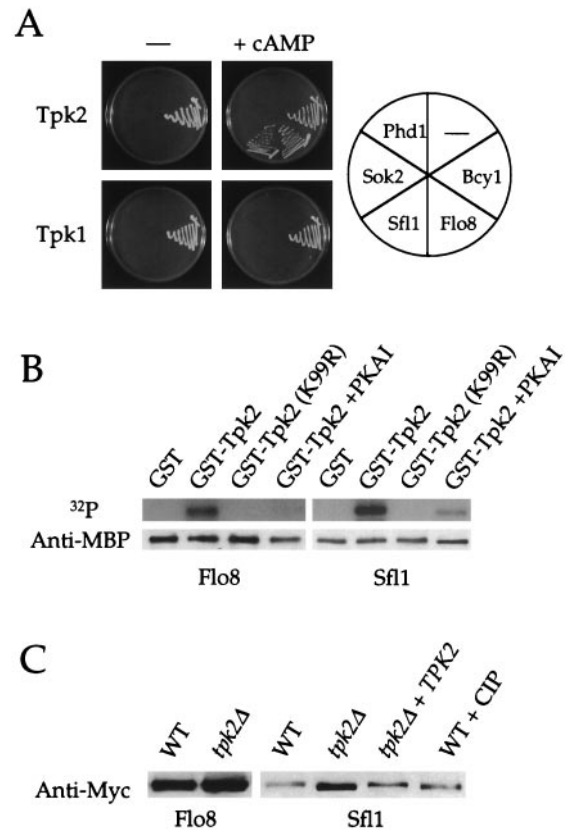 A
— + cAMP
Tpk2
Tpk1
Phd1 —
Sok2 Bcy1
Sfl1 Flo8
B
GST GST-Tpk2 GST-Tpk2 (K99R) GST-Tpk2 +PKAI GST GST-Tpk2 GST-Tpk2 (K99R) GST-Tpk2 +PKAI
³²P
Anti-MBP
Flo8 Sfl1
C
WT tpk2Δ WT tpk2Δ tpk2Δ + TPK2 WT + CIP
Anti-Myc
Flo8 Sfl1